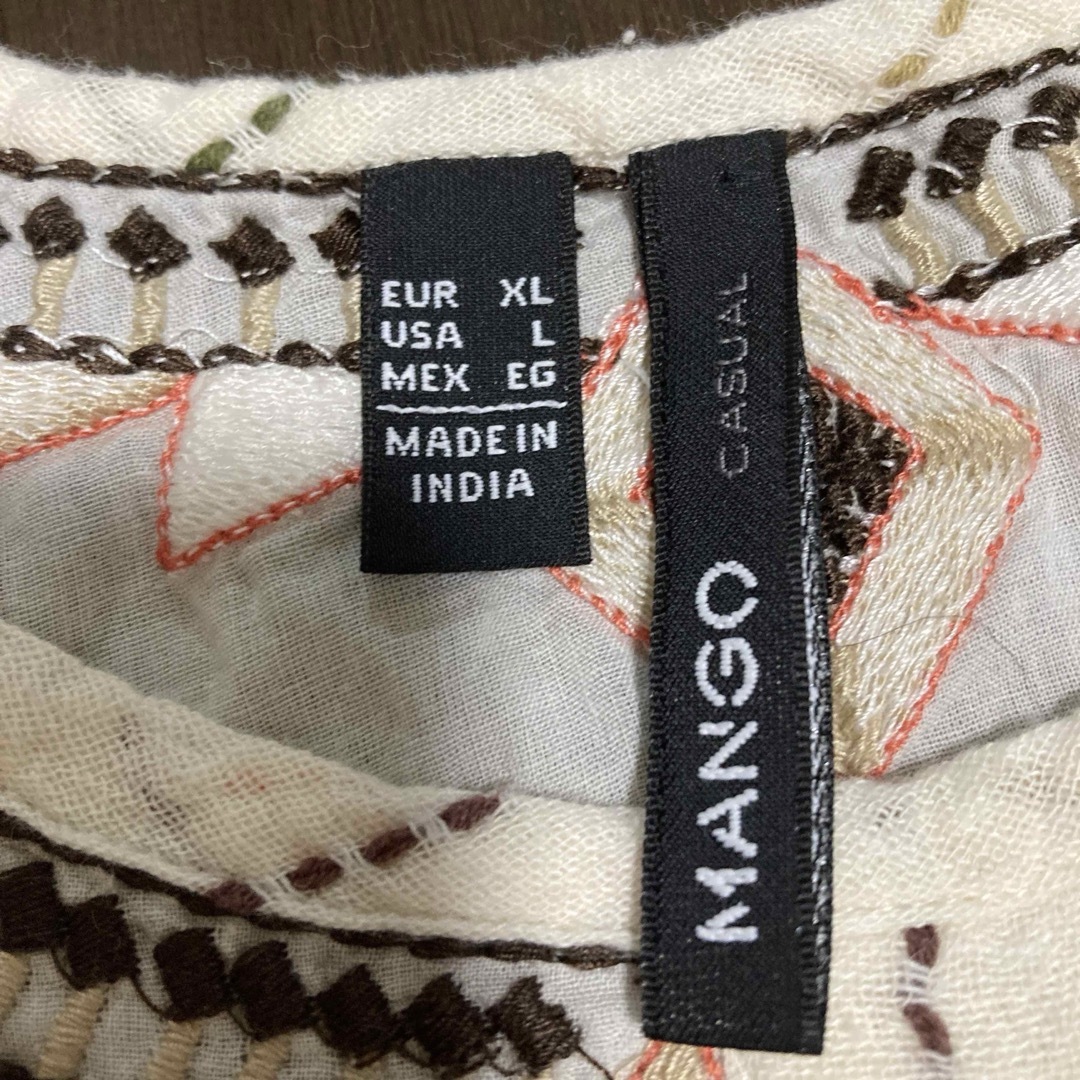 EUR XL
USA L
MEX EG
MADE IN
INDIA
MANGO CASUAL